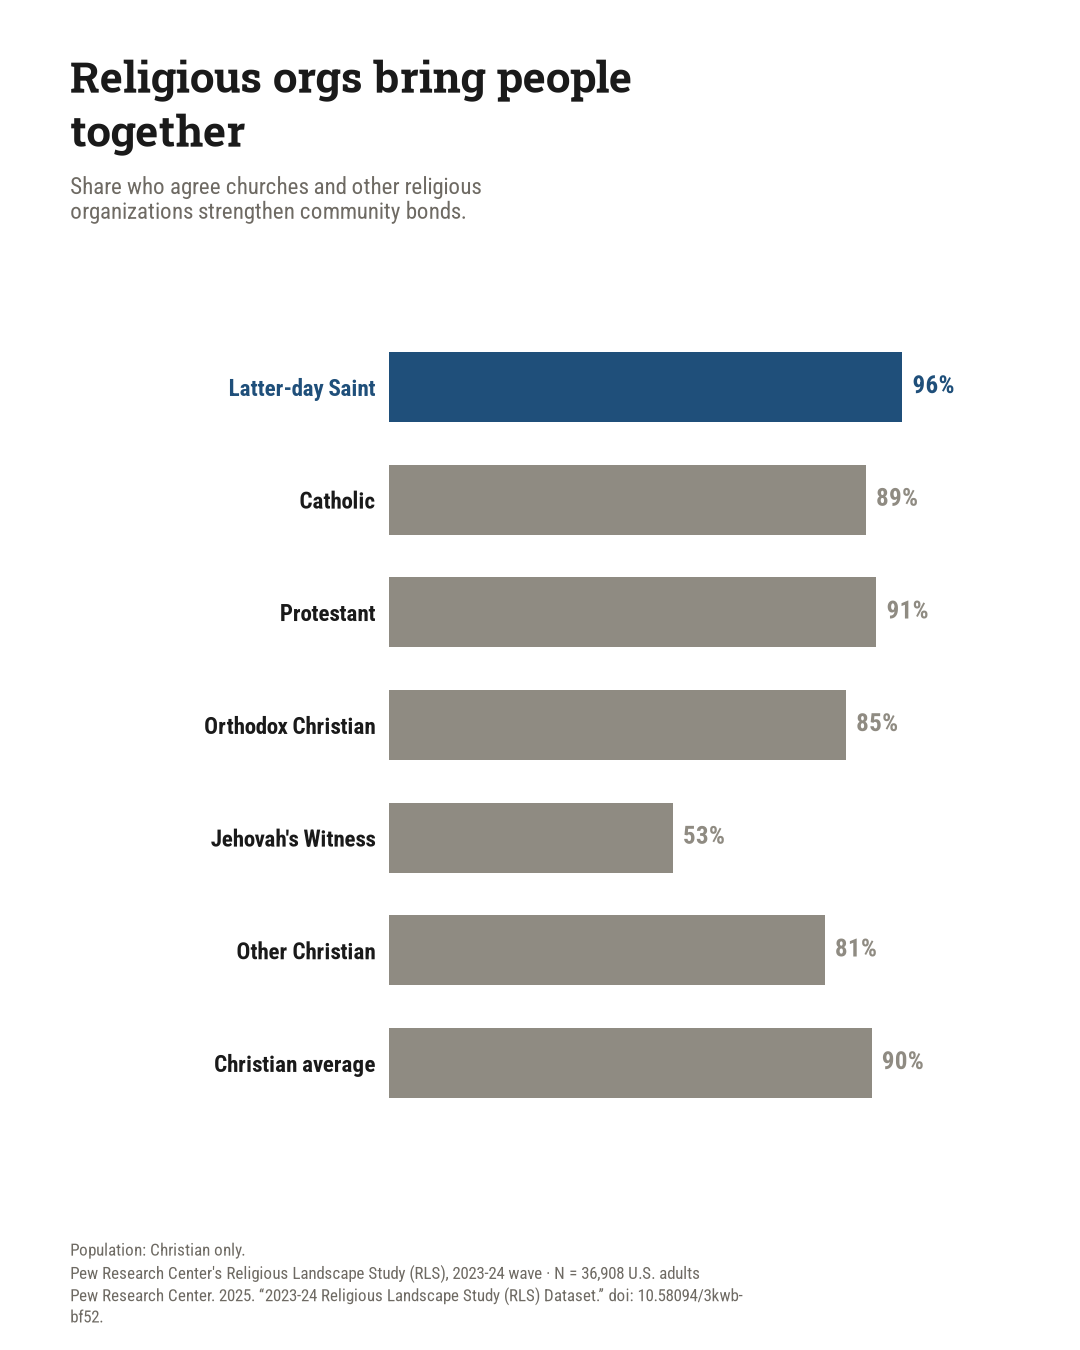 Religious orgs bring people
together
Share who agree churches and other religious
organizations strengthen community bonds.
Latter-day Saint 96%
Catholic 89%
Protestant 91%
Orthodox Christian 85%
Jehovah's Witness 53%
Other Christian 81%
Christian average 90%
Population: Christian only.
Pew Research Center's Religious Landscape Study (RLS), 2023-24 wave · N = 36,908 U.S. adults
Pew Research Center. 2025. “2023-24 Religious Landscape Study (RLS) Dataset.” doi: 10.58094/3kwb-
bf52.